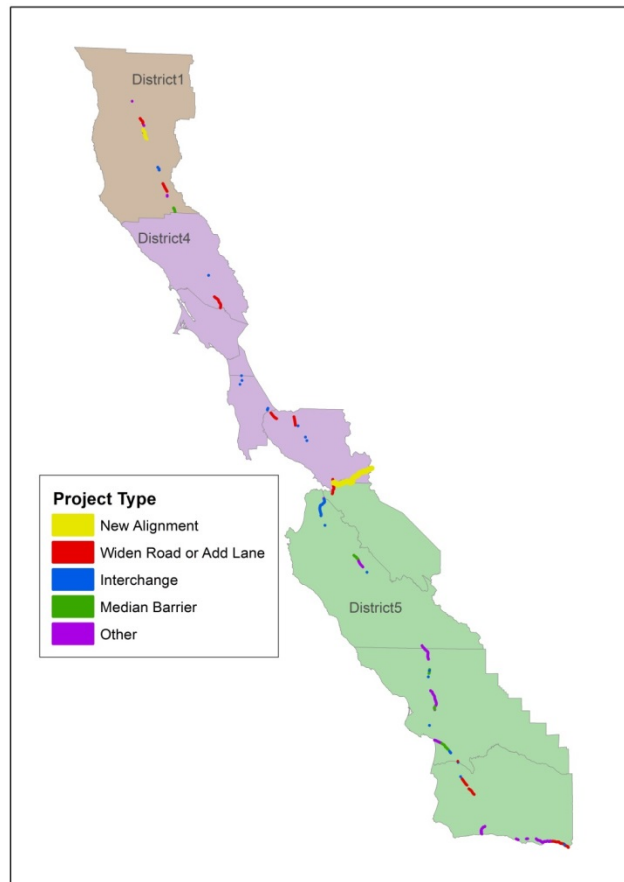 District1
District4
Project Type
New Alignment
Widen Road or Add Lane
Interchange
Median Barrier
Other
District5